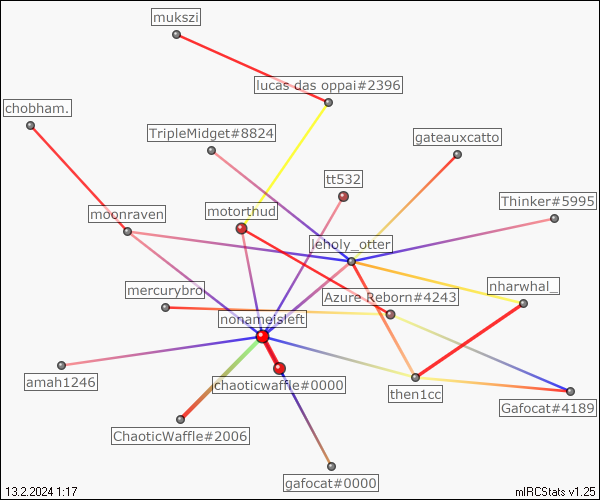 mukszi
lucas das oppai#2396
chobham.
TripleMidget#8824
gateauxcatto
tt532
Thinker#5995
moonraven
motorthud
leholy_otter
mercurybro
Azure Reborn#4243
nharwhal_
nonameisleft
amah1246
chaoticwaffle#0000
then1cc
Gafocat#4189
ChaoticWaffle#2006
gafocat#0000
13.2.2024 1:17
mIRCStats v1.25